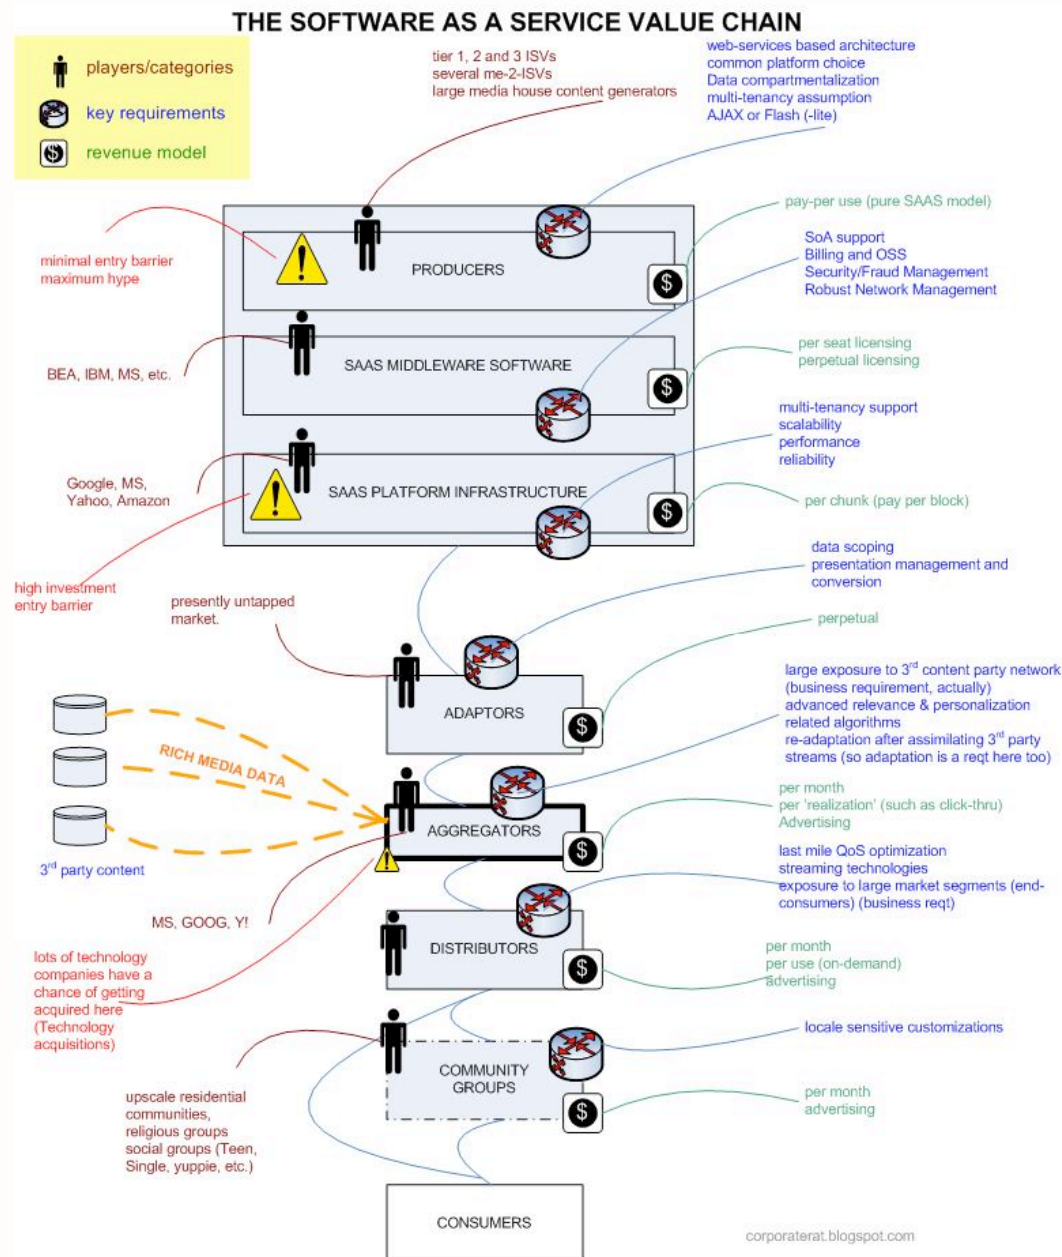 THE SOFTWARE AS A SERVICE VALUE CHAIN
players/categories
key requirements
revenue model
tier 1, 2 and 3 ISVs
several me-2-ISVs
large media house content generators
web-services based architecture
common platform choice
Data compartmentalization
multi-tenancy assumption
AJAX or Flash (-lite)
minimal entry barrier
maximum hype
PRODUCERS
pay-per use (pure SAAS model)
SoA support
Billing and OSS
Security/Fraud Management
Robust Network Management
BEA, IBM, MS, etc.
SAAS MIDDLEWARE SOFTWARE
per seat licensing
perpetual licensing
multi-tenancy support
scalability
performance
reliability
Google, MS,
Yahoo, Amazon
SAAS PLATFORM INFRASTRUCTURE
per chunk (pay per block)
high investment
entry barrier
data scoping
presentation management and
conversion
presently untapped
market.
perpetual
ADAPTORS
large exposure to 3rd content party network
(business requirement, actually)
advanced relevance & personalization
related algorithms
re-adaptation after assimilating 3rd party
streams (so adaptation is a reqt here too)
RICH MEDIA DATA
3rd party content
AGGREGATORS
per month
per 'realization' (such as click-thru)
Advertising
MS, GOOG, Y!
last mile QoS optimization
streaming technologies
exposure to large market segments (end-
consumers) (business reqt)
lots of technology
companies have a
chance of getting
acquired here
(Technology
acquisitions)
DISTRIBUTORS
per month
per use (on-demand)
advertising
COMMUNITY
GROUPS
locale sensitive customizations
per month
advertising
upscale residential
communities,
religious groups
social groups (Teen,
Single, yuppie, etc.)
CONSUMERS
corporaterat.blogspot.com